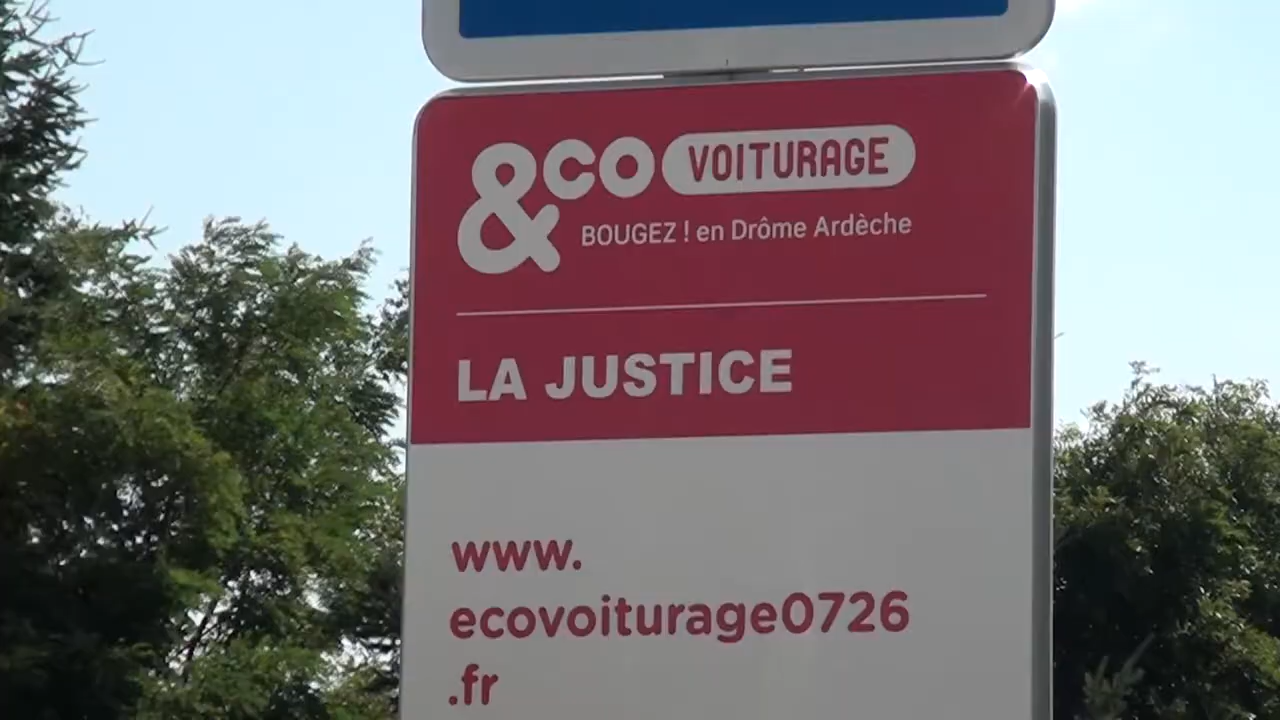 &CO VOITURAGE
BOUGEZ ! en Drôme Ardèche
LA JUSTICE
www.
ecovoiturage0726
.fr